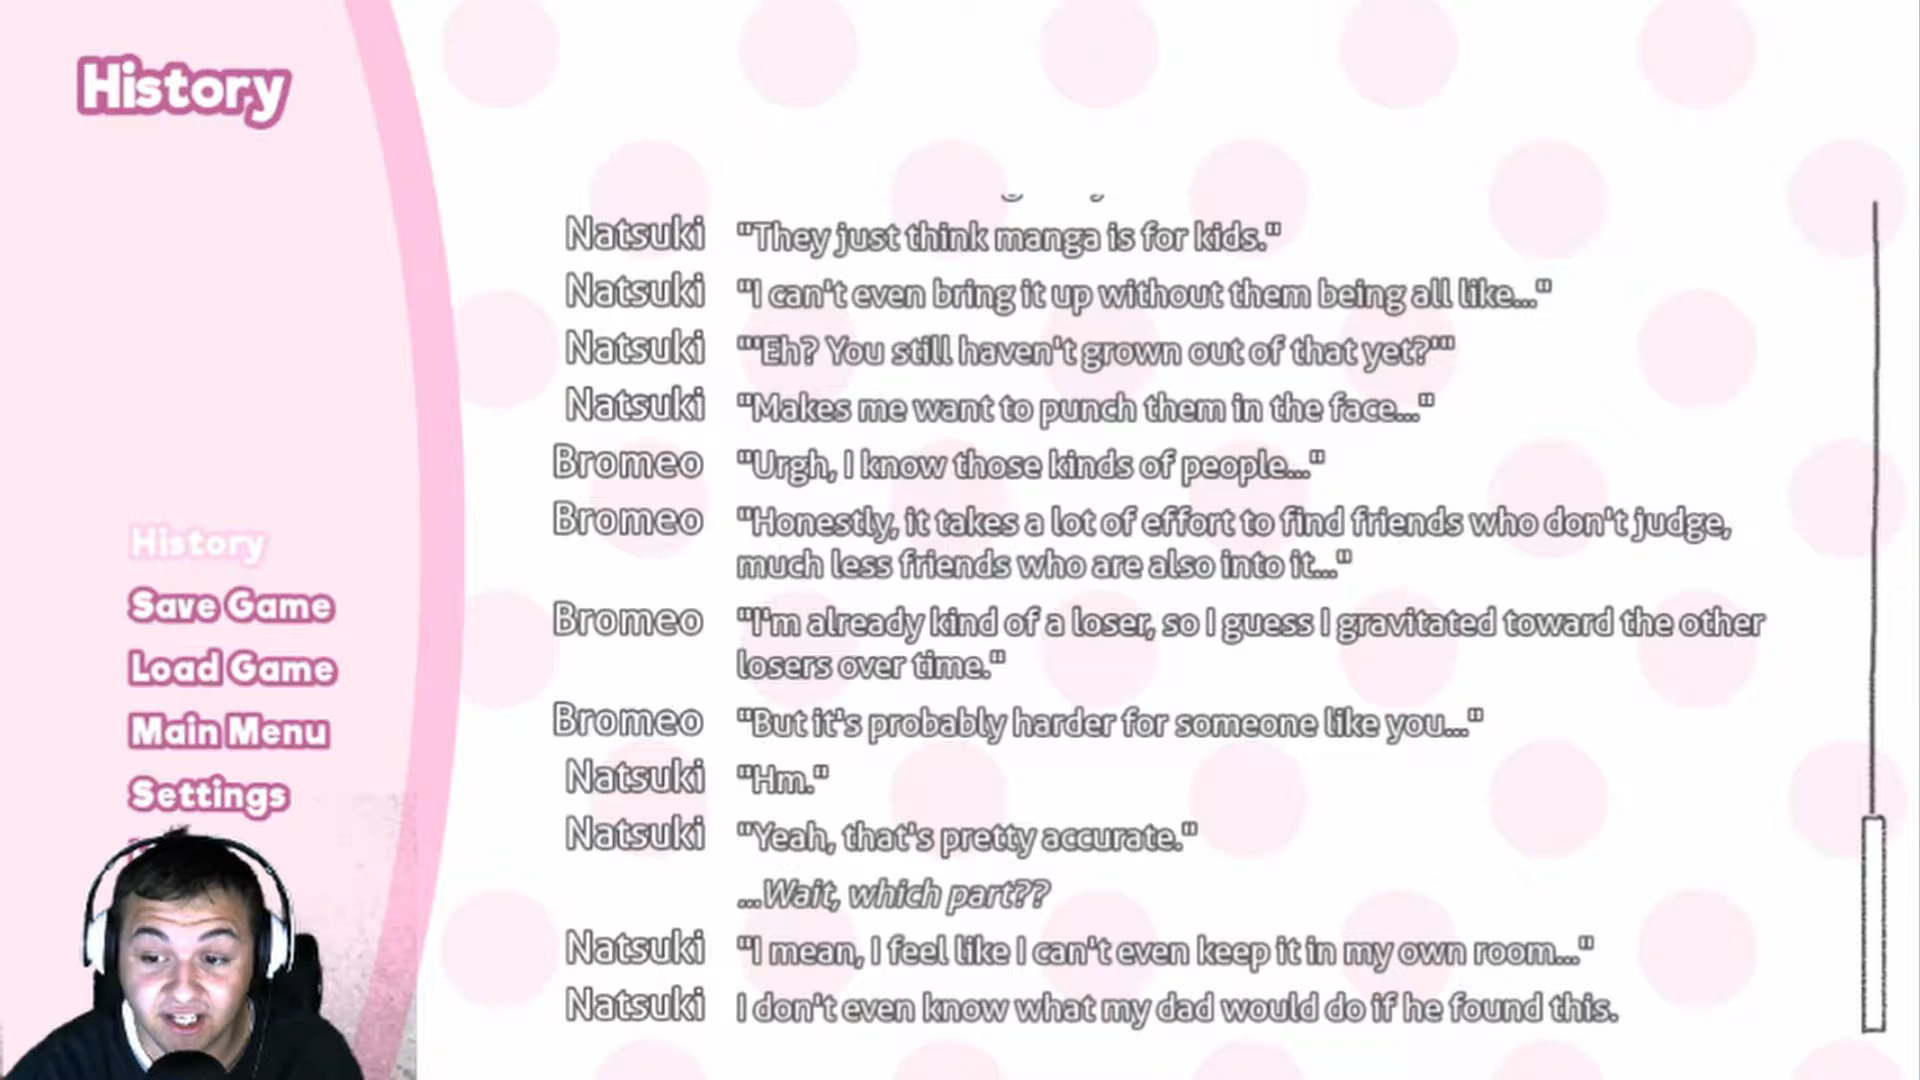 History
Natsuki "They just think manga is for kids."
Natsuki "I can't even bring it up without them being all like..."
Natsuki "'Eh? You still haven't grown out of that yet?'"
Natsuki "Makes me want to punch them in the face..."
Bromeo "Urgh, I know those kinds of people..."
Bromeo "Honestly, it takes a lot of effort to find friends who don't judge,
much less friends who are also into it..."
Bromeo "I'm already kind of a loser, so I guess I gravitated toward the other
losers over time."
Bromeo "But it's probably harder for someone like you..."
Natsuki "Hm."
Natsuki "Yeah, that's pretty accurate."
...Wait, which part??
Natsuki "I mean, I feel like I can't even keep it in my own room..."
Natsuki I don't even know what my dad would do if he found this.
History
Save Game
Load Game
Main Menu
Settings